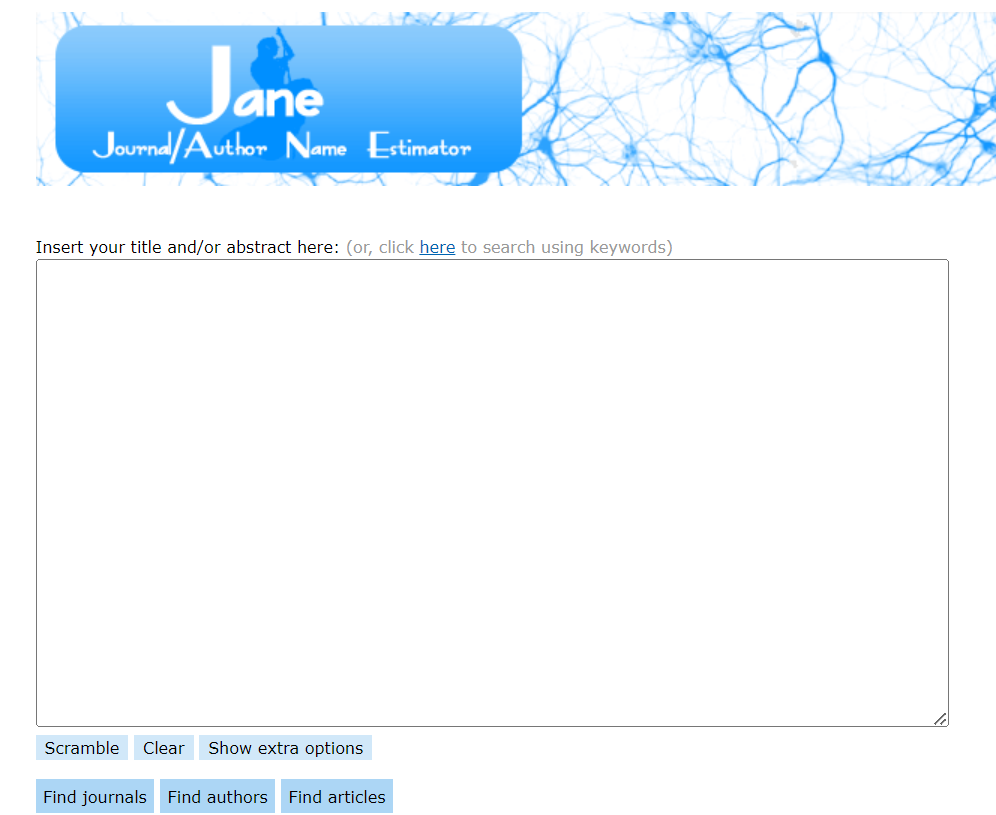 Jane
Journal/Author Name Estimator
Insert your title and/or abstract here: (or, click here to search using keywords)
Scramble Clear Show extra options
Find journals Find authors Find articles